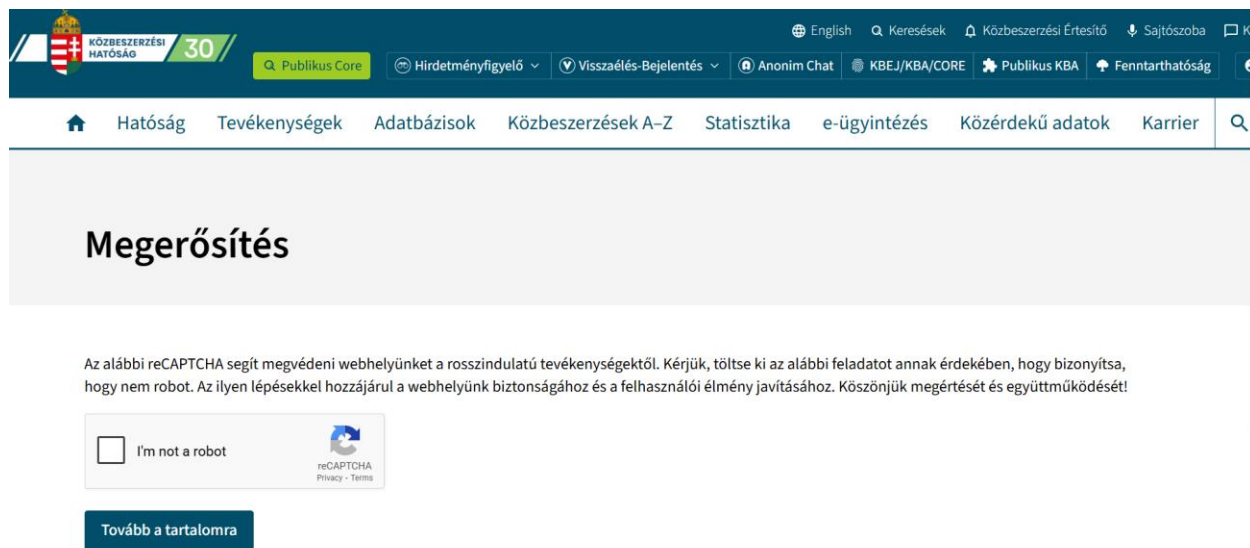 KÖZBESZERZÉSI
HATÓSÁG
30
English Keresések Közbeszerzési Értesítő Sajtószoba K
Publikus Core Hirdetményfigyelő Visszaélés-Bejelentés Anonim Chat KBEJ/KBA/CORE Publikus KBA Fenntarthatóság
Hatóság Tevékenységek Adatbázisok Közbeszerzések A–Z Statisztika e-ügyintézés Közérdekű adatok Karrier
Megerősítés
Az alábbi reCAPTCHA segít megvédeni webhelyünket a rosszindulatú tevékenységektől. Kérjük, töltse ki az alábbi feladatot annak érdekében, hogy bizonyítsa,
hogy nem robot. Az ilyen lépésekkel hozzájárul a webhelyünk biztonságához és a felhasználói élmény javításához. Köszönjük megértését és együttműködését!
I'm not a robot
reCAPTCHA
Privacy - Terms
Tovább a tartalomra